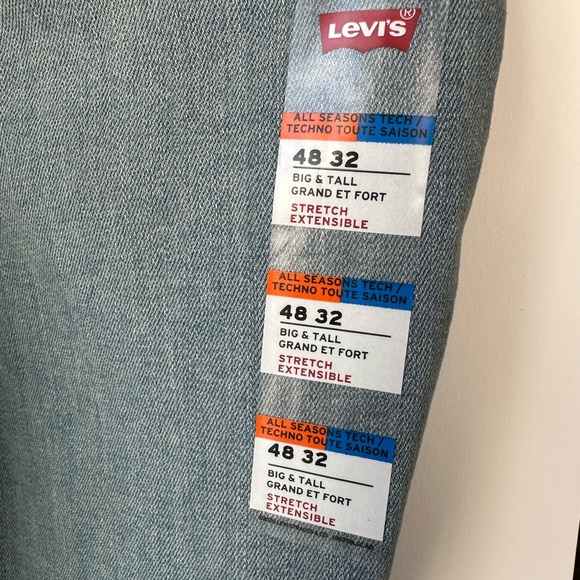 LEVI'S®
ALL SEASONS TECH /
TECHNO TOUTE SAISON
48 32
BIG & TALL
GRAND ET FORT
STRETCH
EXTENSIBLE
ALL SEASONS TECH /
TECHNO TOUTE SAISON
48 32
BIG & TALL
GRAND ET FORT
STRETCH
EXTENSIBLE
ALL SEASONS TECH /
TECHNO TOUTE SAISON
48 32
BIG & TALL
GRAND ET FORT
STRETCH
EXTENSIBLE